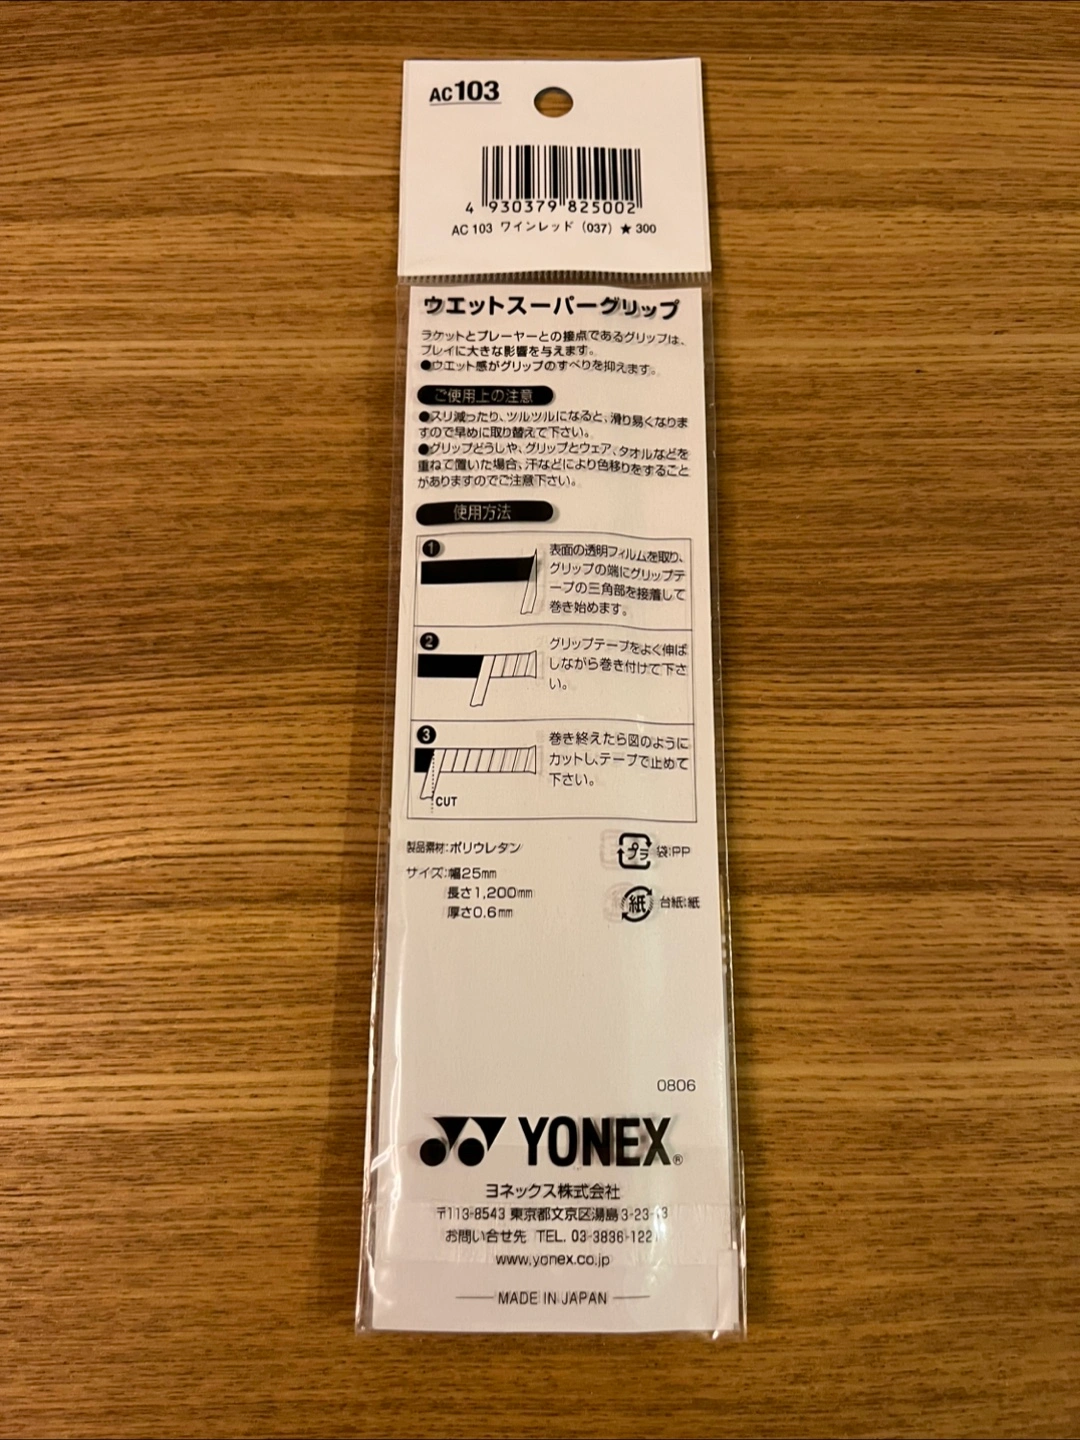 AC103
4 930379 825002
AC 103 ワインレッド (037) ★ 300
ウエットスーパーグリップ
ラケットとプレーヤーとの接点であるグリップは、
プレイに大きな影響を与えます。
●ウエット感がグリップのすべりを抑えます。
ご使用上の注意
●スリ減ったり、ツルツルになると、滑り易くなりま
すので早めに取り替えて下さい。
●グリップどうしや、グリップとウェア、タオルなどを
重ねて置いた場合、汗などにより色移りをすること
がありますのでご注意下さい。
使用方法
1
表面の透明フィルムを取り、
グリップの端にグリップテ
ープの三角部を接着して
巻き始めます。
2
グリップテープをよく伸ば
しながら巻き付けて下さ
い。
3
巻き終えたら図のように
カットし、テープで止めて
下さい。
CUT
製品素材:ポリウレタン
サイズ:幅25mm
長さ1,200mm
厚さ0.6mm
プラ 袋:PP
紙 台紙:紙
0806
YONEX®
ヨネックス株式会社
〒113-8543 東京都文京区湯島3-23-13
お問い合せ先 TEL. 03-3836-122
www.yonex.co.jp
MADE IN JAPAN